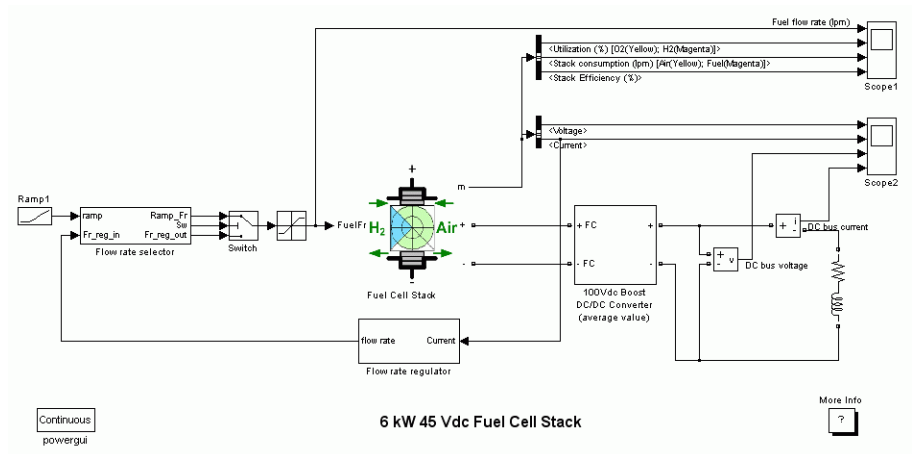 Fuel flow rate (lpm)
<Utilization (%) [O2(Yellow); H2(Magenta)]>
<Stack consumption (lpm) [Air(Yellow); Fuel(Magenta)]>
<Stack Efficiency (%)>
Scope1
<Voltage>
<Current>
Scope2
Ramp1
ramp
Fr_reg_in
Ramp_Fr
Sw
Fr_reg_out
Flow rate selector
Switch
FuelFr
+
H2
Air
-
m
+
-
Fuel Cell Stack
+ FC
- FC
+
-
100Vdc Boost
DC/DC Converter
(average value)
+
-
i
DC bus current
+
-
v
DC bus voltage
flow rate
Current
Flow rate regulator
Continuous
powergui
6 kW 45 Vdc Fuel Cell Stack
More Info
?